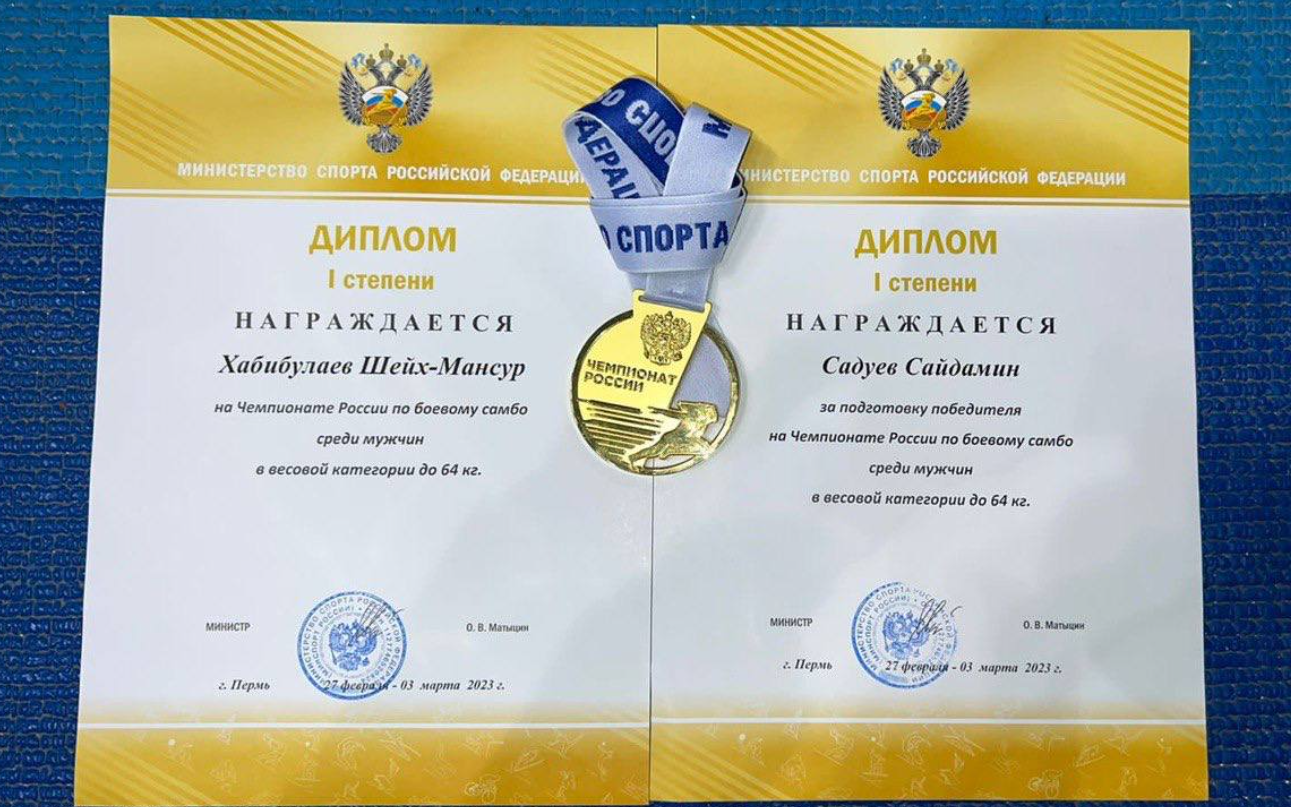 МИНИСТЕРСТВО СПОРТА РОССИЙСКОЙ ФЕДЕРАЦИИ
ДИПЛОМ
I степени
НАГРАЖДАЕТСЯ
Хабибулаев Шейх-Мансур
на Чемпионате России по боевому самбо
среди мужчин
в весовой категории до 64 кг.
МИНИСТР
О. В. Матыцин
г. Пермь 27 февраля - 03 марта 2023 г.
О СПОРТА
ЧЕМПИОНАТ
РОССИИ
МИНИСТЕРСТВО СПОРТА РОССИЙСКОЙ ФЕДЕРАЦИИ
ДИПЛОМ
I степени
НАГРАЖДАЕТСЯ
Садуев Сайдамин
за подготовку победителя
на Чемпионате России по боевому самбо
среди мужчин
в весовой категории до 64 кг.
МИНИСТР
О. В. Матыцин
г. Пермь 27 февраля - 03 марта 2023 г.